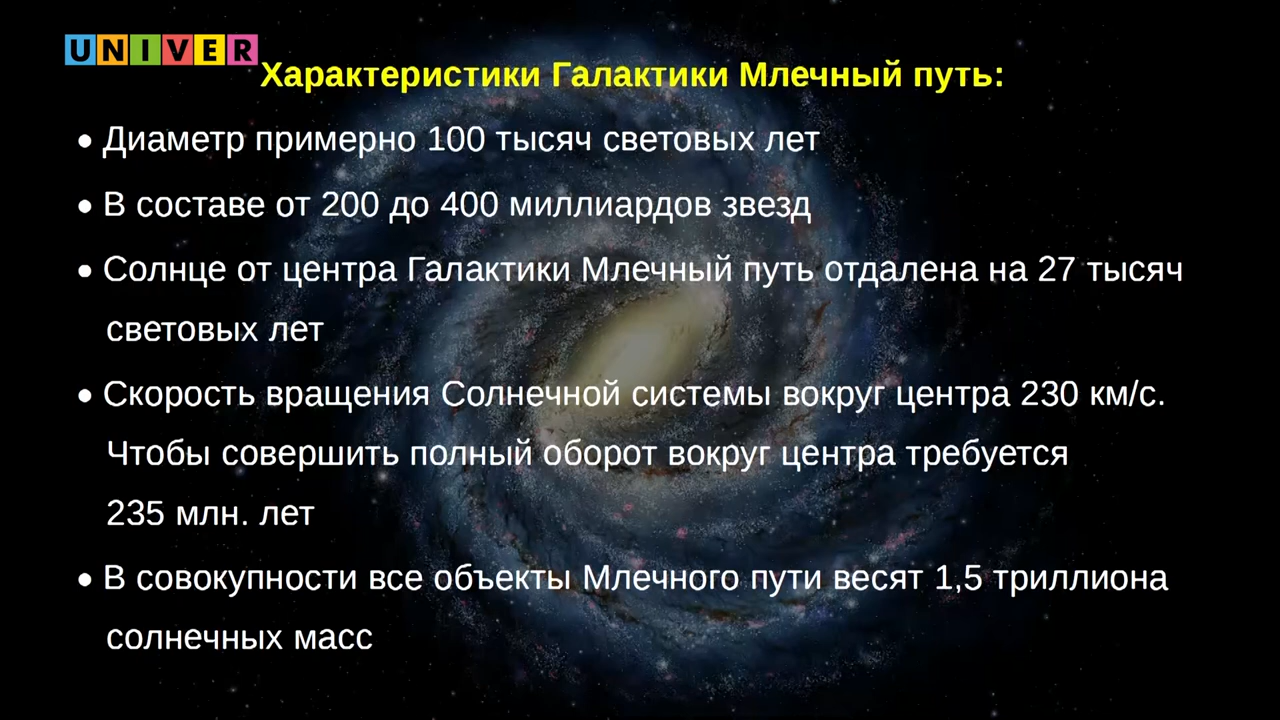 UNIVER
Характеристики Галактики Млечный путь:
• Диаметр примерно 100 тысяч световых лет
• В составе от 200 до 400 миллиардов звезд
• Солнце от центра Галактики Млечный путь отдалена на 27 тысяч
световых лет
• Скорость вращения Солнечной системы вокруг центра 230 км/с.
Чтобы совершить полный оборот вокруг центра требуется
235 млн. лет
• В совокупности все объекты Млечного пути весят 1,5 триллиона
солнечных масс